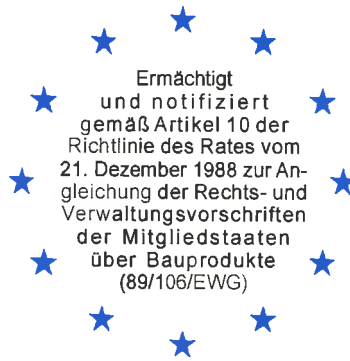 Ermächtigt
und notifiziert
gemäß Artikel 10 der
Richtlinie des Rates vom
21. Dezember 1988 zur An-
gleichung der Rechts- und
Verwaltungsvorschriften
der Mitgliedstaaten
über Bauprodukte
(89/106/EWG)